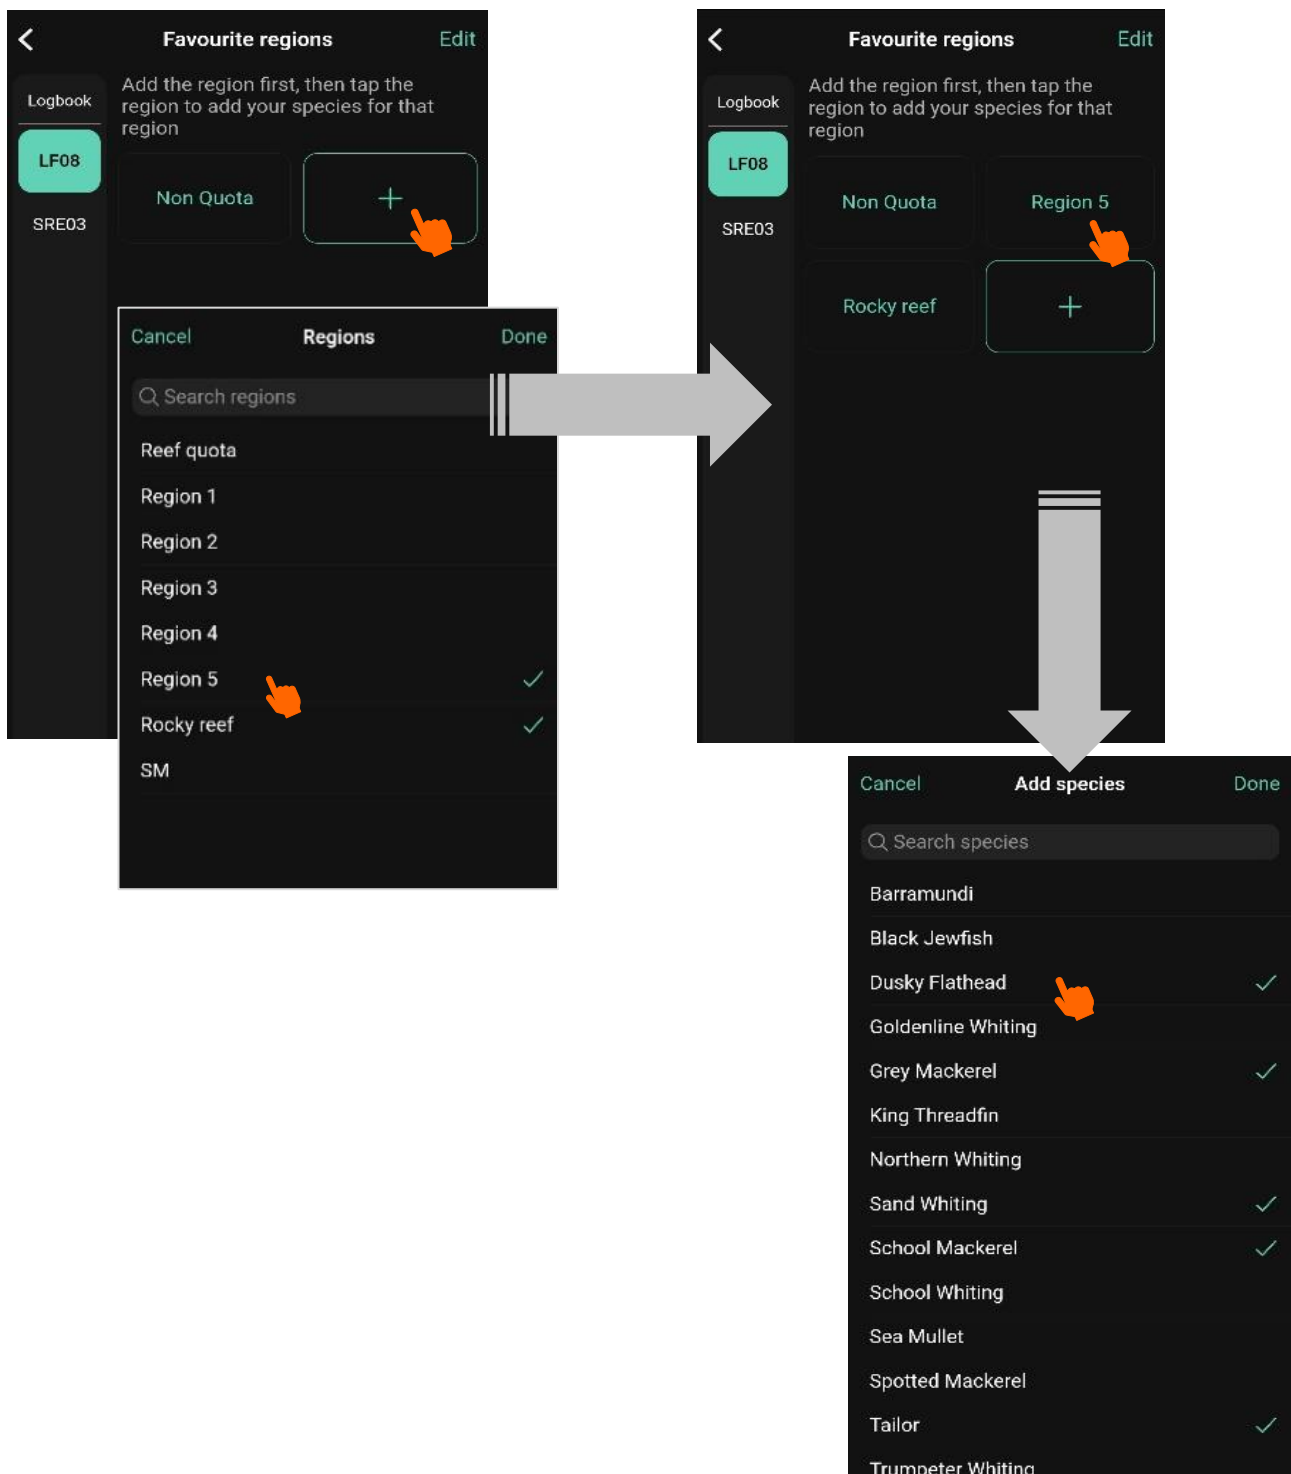 Favourite regions
Edit
Logbook
LF08
SRE03
Add the region first, then tap the
region to add your species for that
region
Non Quota
Cancel
Regions
Done
Search regions
Reef quota
Region 1
Region 2
Region 3
Region 4
Region 5
Rocky reef
SM
Favourite regions
Edit
Logbook
LF08
SRE03
Add the region first, then tap the
region to add your species for that
region
Non Quota
Region 5
Rocky reef
Cancel
Add species
Done
Search species
Barramundi
Black Jewfish
Dusky Flathead
Goldenline Whiting
Grey Mackerel
King Threadfin
Northern Whiting
Sand Whiting
School Mackerel
School Whiting
Sea Mullet
Spotted Mackerel
Tailor
Trumpeter Whiting